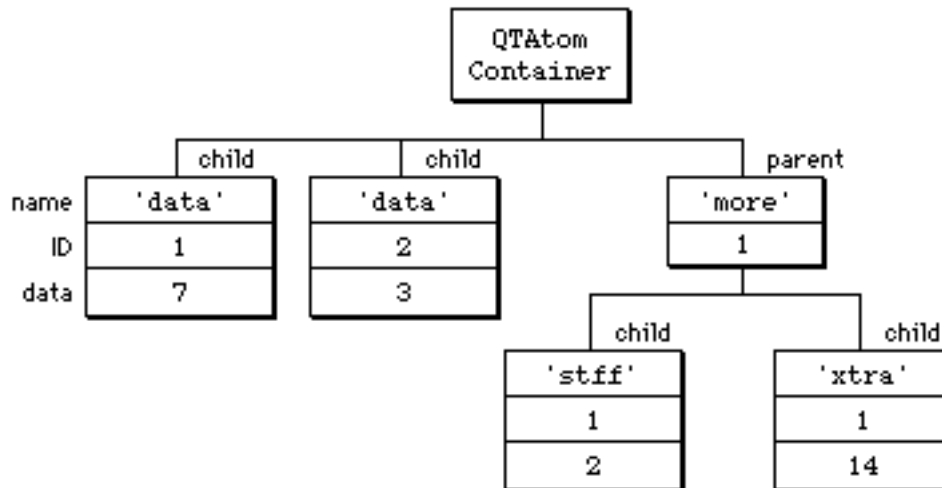 QTAtom
Container
child
child
parent
name
'data'
'data'
'more'
ID
1
2
1
data
7
3
child
child
'stff'
'xtra'
1
1
2
14